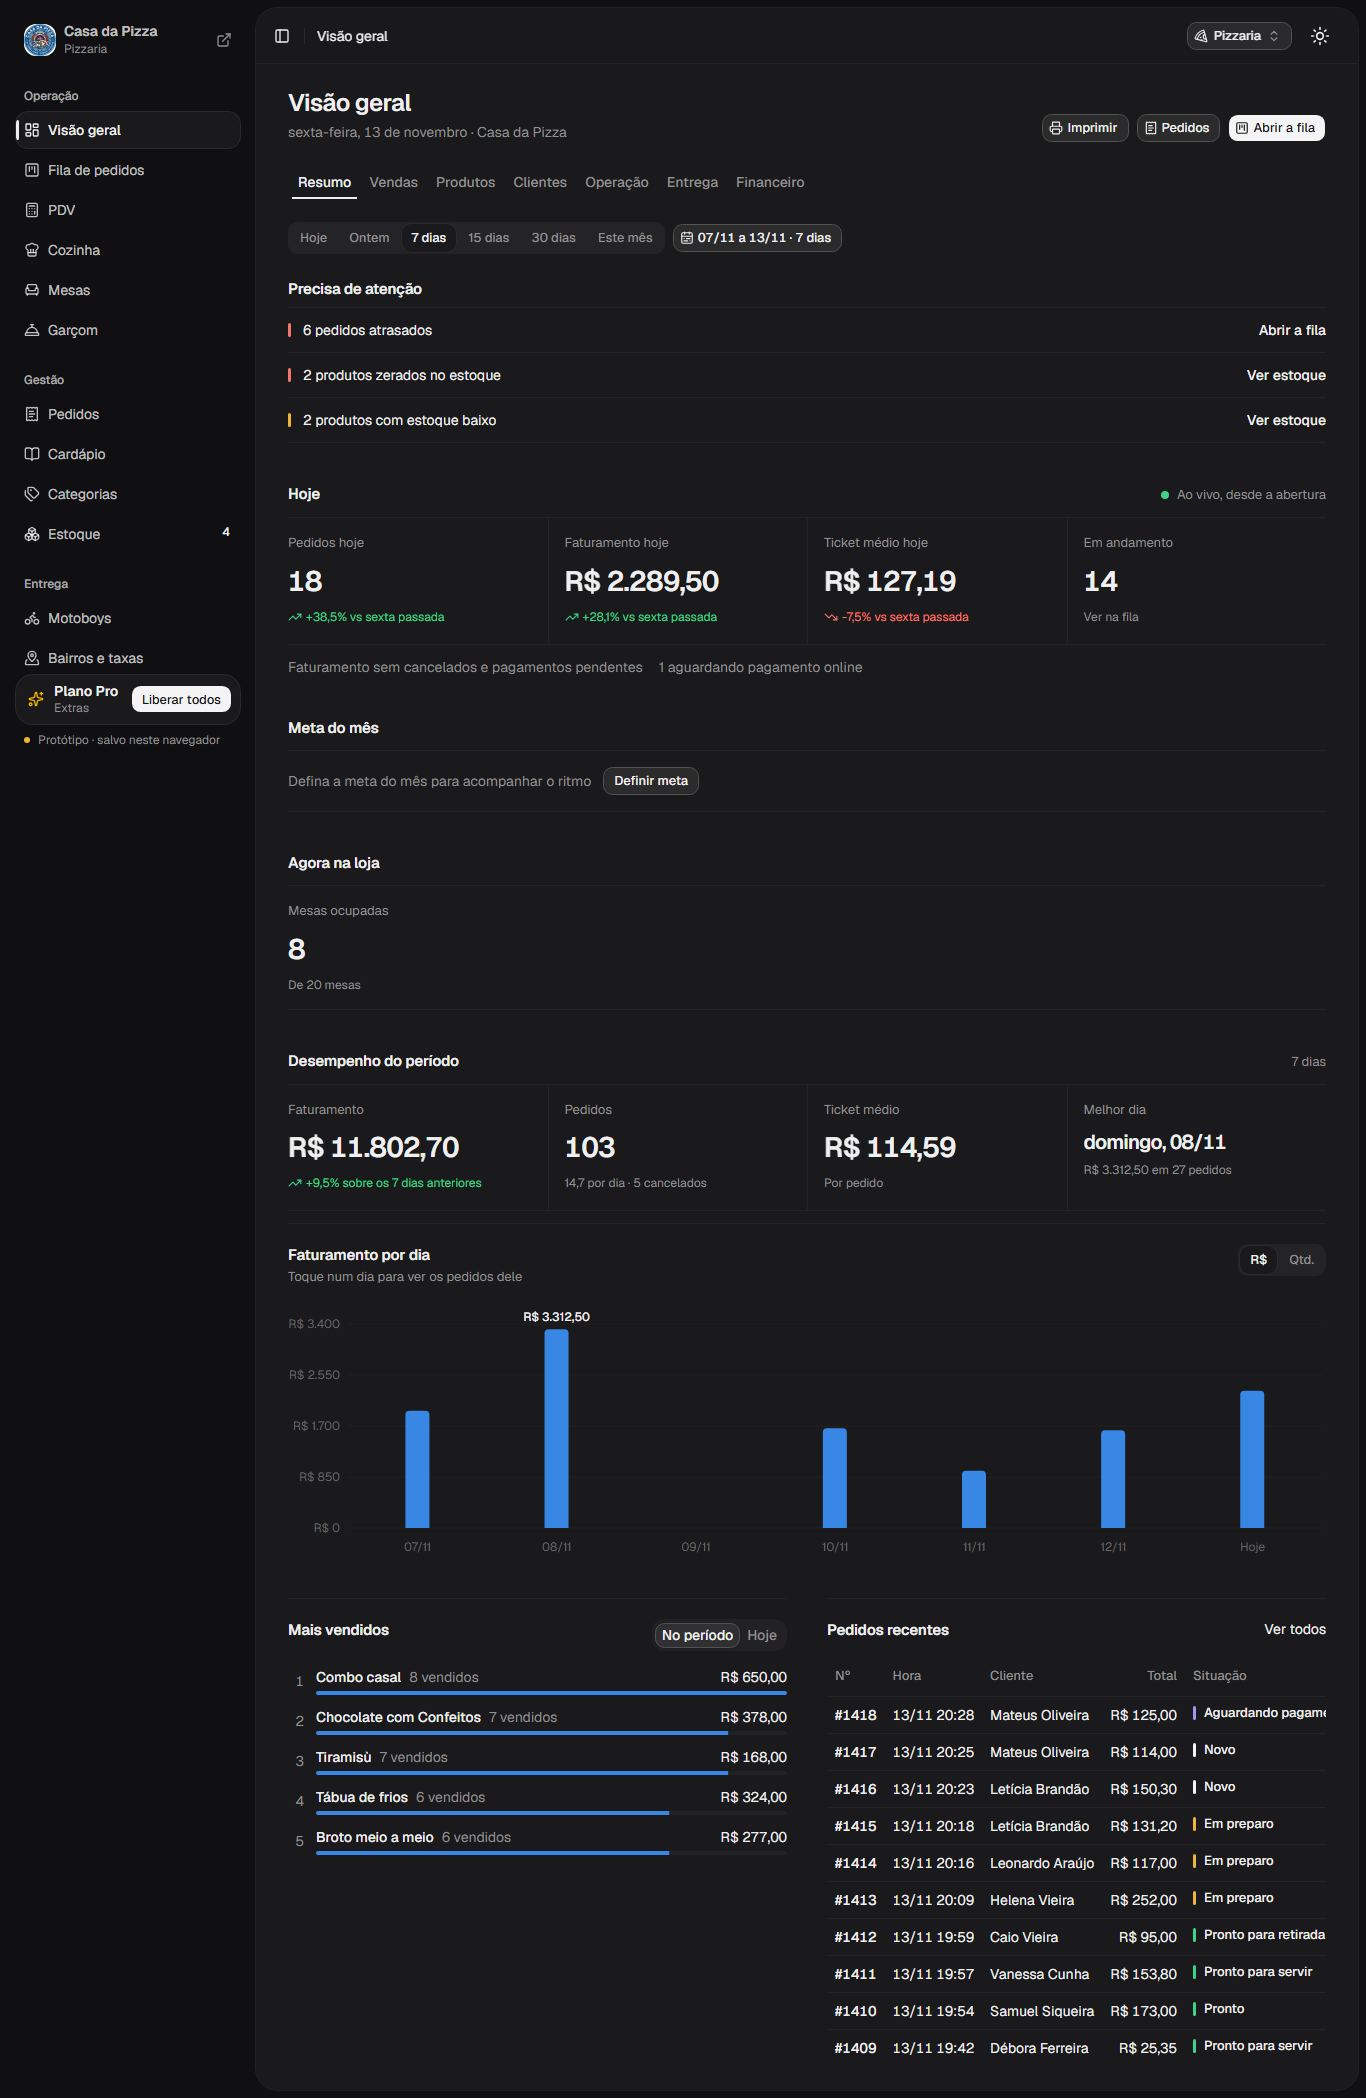 Casa da Pizza
Pizzaria
Operação
Visão geral
Fila de pedidos
PDV
Cozinha
Mesas
Garçom
Gestão
Pedidos
Cardápio
Categorias
Estoque 4
Entrega
Motoboys
Bairros e taxas
Plano Pro
Extras
Liberar todos
Protótipo · salvo neste navegador
Visão geral
Pizzaria
Visão geral
sexta-feira, 13 de novembro · Casa da Pizza
Imprimir Pedidos Abrir a fila
Resumo Vendas Produtos Clientes Operação Entrega Financeiro
Hoje Ontem 7 dias 15 dias 30 dias Este mês 07/11 a 13/11 · 7 dias
Precisa de atenção
6 pedidos atrasados Abrir a fila
2 produtos zerados no estoque Ver estoque
2 produtos com estoque baixo Ver estoque
Hoje Ao vivo, desde a abertura
Pedidos hoje Faturamento hoje Ticket médio hoje Em andamento
18 R$ 2.289,50 R$ 127,19 14
+38,5% vs sexta passada +28,1% vs sexta passada -7,5% vs sexta passada Ver na fila
Faturamento sem cancelados e pagamentos pendentes 1 aguardando pagamento online
Meta do mês
Defina a meta do mês para acompanhar o ritmo Definir meta
Agora na loja
Mesas ocupadas
8
De 20 mesas
Desempenho do período 7 dias
Faturamento Pedidos Ticket médio Melhor dia
R$ 11.802,70 103 R$ 114,59 domingo, 08/11
+9,5% sobre os 7 dias anteriores 14,7 por dia · 5 cancelados Por pedido R$ 3.312,50 em 27 pedidos
Faturamento por dia R$ Qtd.
Toque num dia para ver os pedidos dele
R$ 3.312,50
R$ 3.400
R$ 2.550
R$ 1.700
R$ 850
R$ 0
07/11 08/11 09/11 10/11 11/11 12/11 Hoje
Mais vendidos No período Hoje
1 Combo casal 8 vendidos R$ 650,00
2 Chocolate com Confeitos 7 vendidos R$ 378,00
3 Tiramisù 7 vendidos R$ 168,00
4 Tábua de frios 6 vendidos R$ 324,00
5 Broto meio a meio 6 vendidos R$ 277,00
Pedidos recentes Ver todos
Nº Hora Cliente Total Situação
#1418 13/11 20:28 Mateus Oliveira R$ 125,00 Aguardando pagame
#1417 13/11 20:25 Mateus Oliveira R$ 114,00 Novo
#1416 13/11 20:23 Letícia Brandão R$ 150,30 Novo
#1415 13/11 20:18 Letícia Brandão R$ 131,20 Em preparo
#1414 13/11 20:16 Leonardo Araújo R$ 117,00 Em preparo
#1413 13/11 20:09 Helena Vieira R$ 252,00 Em preparo
#1412 13/11 19:59 Caio Vieira R$ 95,00 Pronto para retirada
#1411 13/11 19:57 Vanessa Cunha R$ 153,80 Pronto para servir
#1410 13/11 19:54 Samuel Siqueira R$ 173,00 Pronto
#1409 13/11 19:42 Débora Ferreira R$ 25,35 Pronto para servir